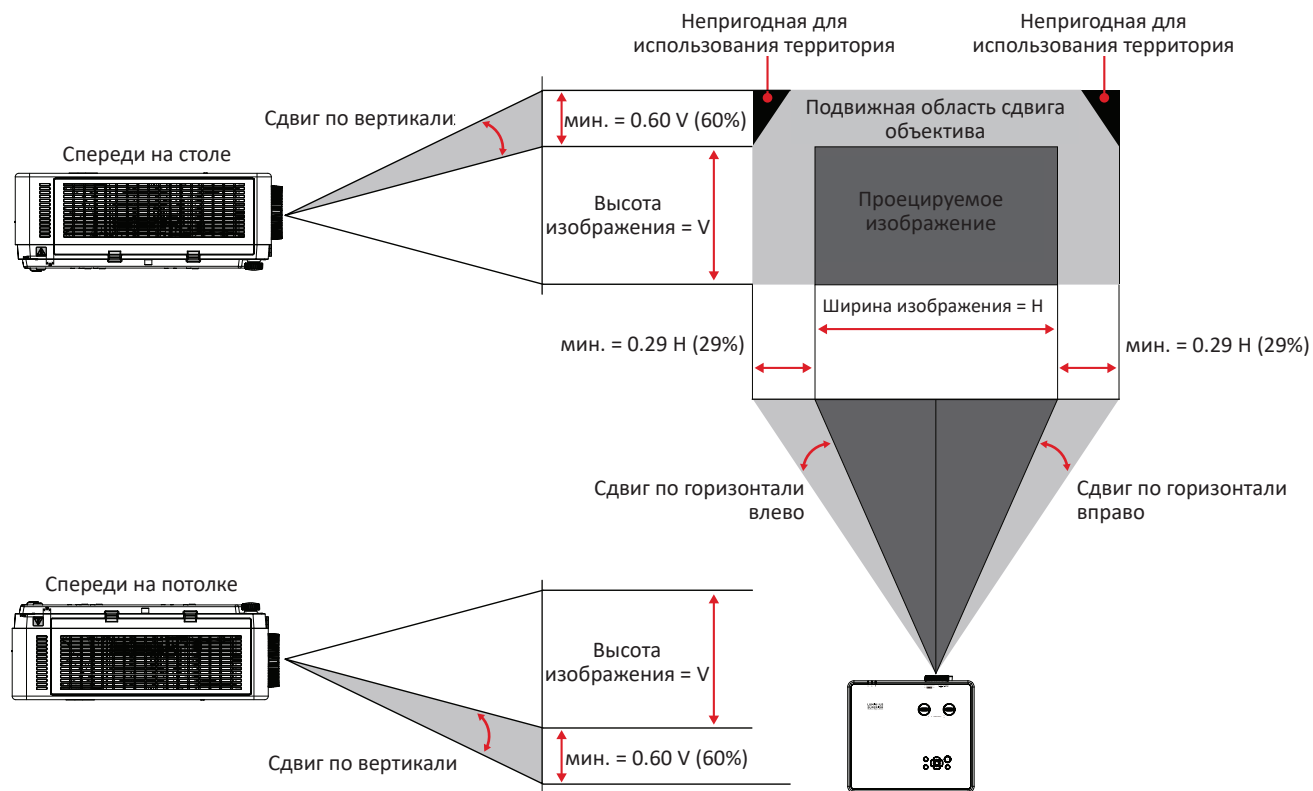 Непригодная для
использования территория
Непригодная для
использования территория
Сдвиг по вертикали:
мин. = 0.60 V (60%)
Подвижная область сдвига
объектива
Спереди на столе
Высота
изображения = V
Проецируемое
изображение
Ширина изображения = H
мин. = 0.29 H (29%)
мин. = 0.29 H (29%)
Сдвиг по горизонтали
влево
Сдвиг по горизонтали
вправо
Спереди на потолке
Высота
изображения = V
Сдвиг по вертикали
мин. = 0.60 V (60%)